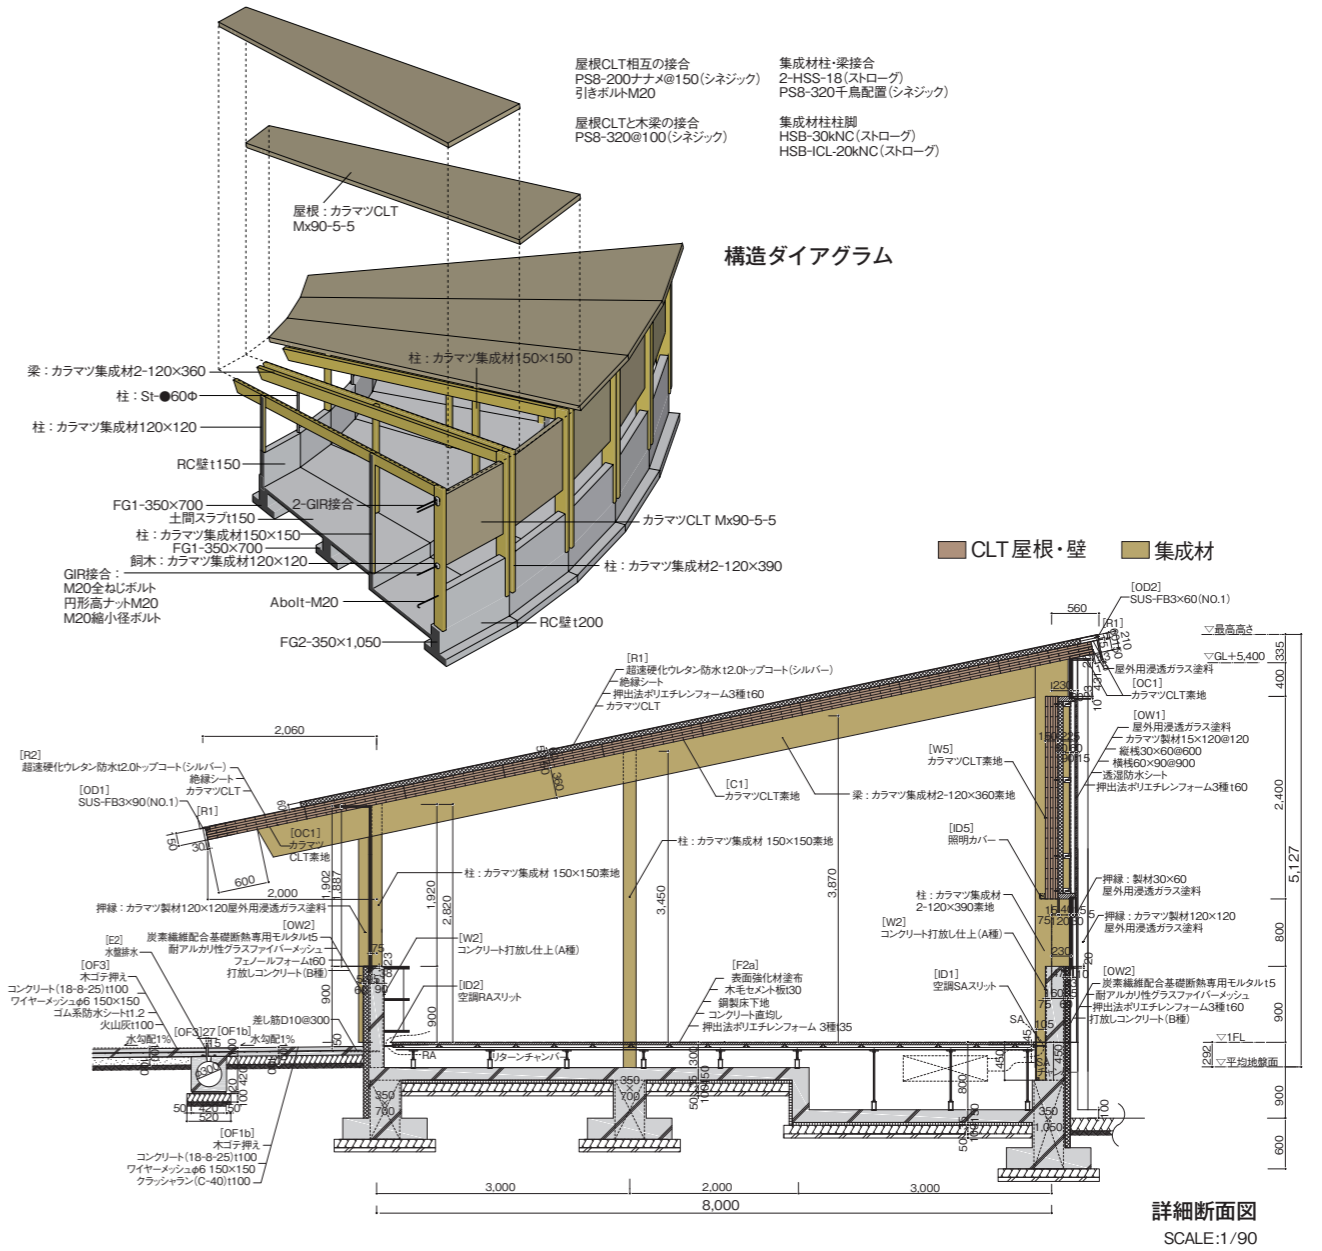 屋根CLT相互の接合
PS8-200ナナメ@150(シネジック)
引きボルトM20
屋根CLTと木梁の接合
PS8-320@100(シネジック)
集成材柱・梁接合
2-HSS-18(ストローグ)
PS8-320千鳥配置(シネジック)
集成材柱柱脚
HSB-30kNC(ストローグ)
HSB-ICL-20kNC(ストローグ)
屋根：カラマツCLT
Mx90-5-5
構造ダイアグラム
柱：カラマツ集成材150×150
梁：カラマツ集成材2-120×360
柱：St-●60Φ
柱：カラマツ集成材120×120
RC壁t150
FG1-350×700
土間スラブt150
柱：カラマツ集成材150×150
FG1-350×700
飼木：カラマツ集成材120×120
GIR接合：
M20全ねじボルト
円形高ナットM20
M20縮小径ボルト
2-GIR接合
Abolt-M20
FG2-350×1,050
カラマツCLT Mx90-5-5
柱：カラマツ集成材2-120×390
RC壁t200
CLT屋根・壁
集成材
[OD2]
SUS-FB3×60(NO.1)
560
[R1]
▽最高高さ
▽GL+5,400
335
400
屋外用浸透ガラス塗料
[OC1]
カラマツCLT素地
[R1]
超速硬化ウレタン防水t2.0トップコート(シルバー)
絶縁シート
押出法ポリエチレンフォーム3種t60
カラマツCLT
2,060
[R2]
超速硬化ウレタン防水t2.0トップコート(シルバー)
絶縁シート
カラマツCLT
[OD1]
SUS-FB3×90(NO.1)
[R1]
[OC1]
カラマツ
CLT素地
150
30
600
2,000
1,902
1,887
1,920
2,820
3,450
3,870
360
[C1]
カラマツCLT素地
[W5]
カラマツCLT素地
梁：カラマツ集成材2-120×360素地
[OW1]
屋外用浸透ガラス塗料
カラマツ製材15×120@120
縦桟30×60@600
横桟60×90@900
透湿防水シート
押出法ポリエチレンフォーム3種t60
2,400
5,127
[ID5]
照明カバー
柱：カラマツ集成材 150×150素地
柱：カラマツ集成材 150×150素地
柱：カラマツ集成材
2-120×390素地
押縁：製材30×60
屋外用浸透ガラス塗料
押縁：カラマツ製材120×120
屋外用浸透ガラス塗料
800
押縁：カラマツ製材120×120屋外用浸透ガラス塗料
[OW2]
炭素繊維配合基礎断熱専用モルタルt5
耐アルカリ性グラスファイバーメッシュ
フェノールフォームt60
打放しコンクリート(B種)
[W2]
コンクリート打放し仕上(A種)
[ID2]
空調RAスリット
[W2]
コンクリート打放し仕上(A種)
[ID1]
空調SAスリット
[F2a]
表面強化材塗布
木毛セメント板t30
鋼製床下地
コンクリート直均し
押出法ポリエチレンフォーム 3種t35
[OW2]
炭素繊維配合基礎断熱専用モルタルt5
耐アルカリ性グラスファイバーメッシュ
押出法ポリエチレンフォーム3種t60
打放しコンクリート(B種)
230
230
900
900
900
[E2]
水盤排水
[OF3]
木ゴテ押え
コンクリート(18-8-25)t100
ワイヤーメッシュφ6 150×150
ゴム系防水シートt1.2
火山灰t100
水勾配1%
[OF3]
27
[OF1b]
水勾配1%
差し筋D10@300
RA
リターンチャンバー
SA
105
▽1FL
292
▽平均地盤面
300
450
450
800
900
600
100
φ300
420
50 420 50
520
350
×
700
350
×
700
350
×
1,050
[OF1b]
木ゴテ押え
コンクリート(18-8-25)t100
ワイヤーメッシュφ6 150×150
クラッシャラン(C-40)t100
3,000
2,000
3,000
8,000
詳細断面図
SCALE:1/90